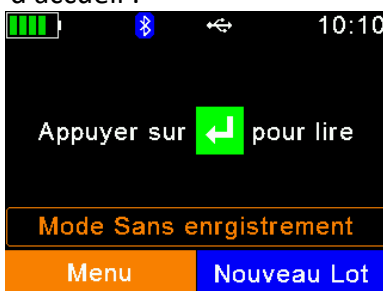 d'accueil :
10:10
Appuyer sur pour lire
Mode Sans enrgistrement
Menu Nouveau Lot